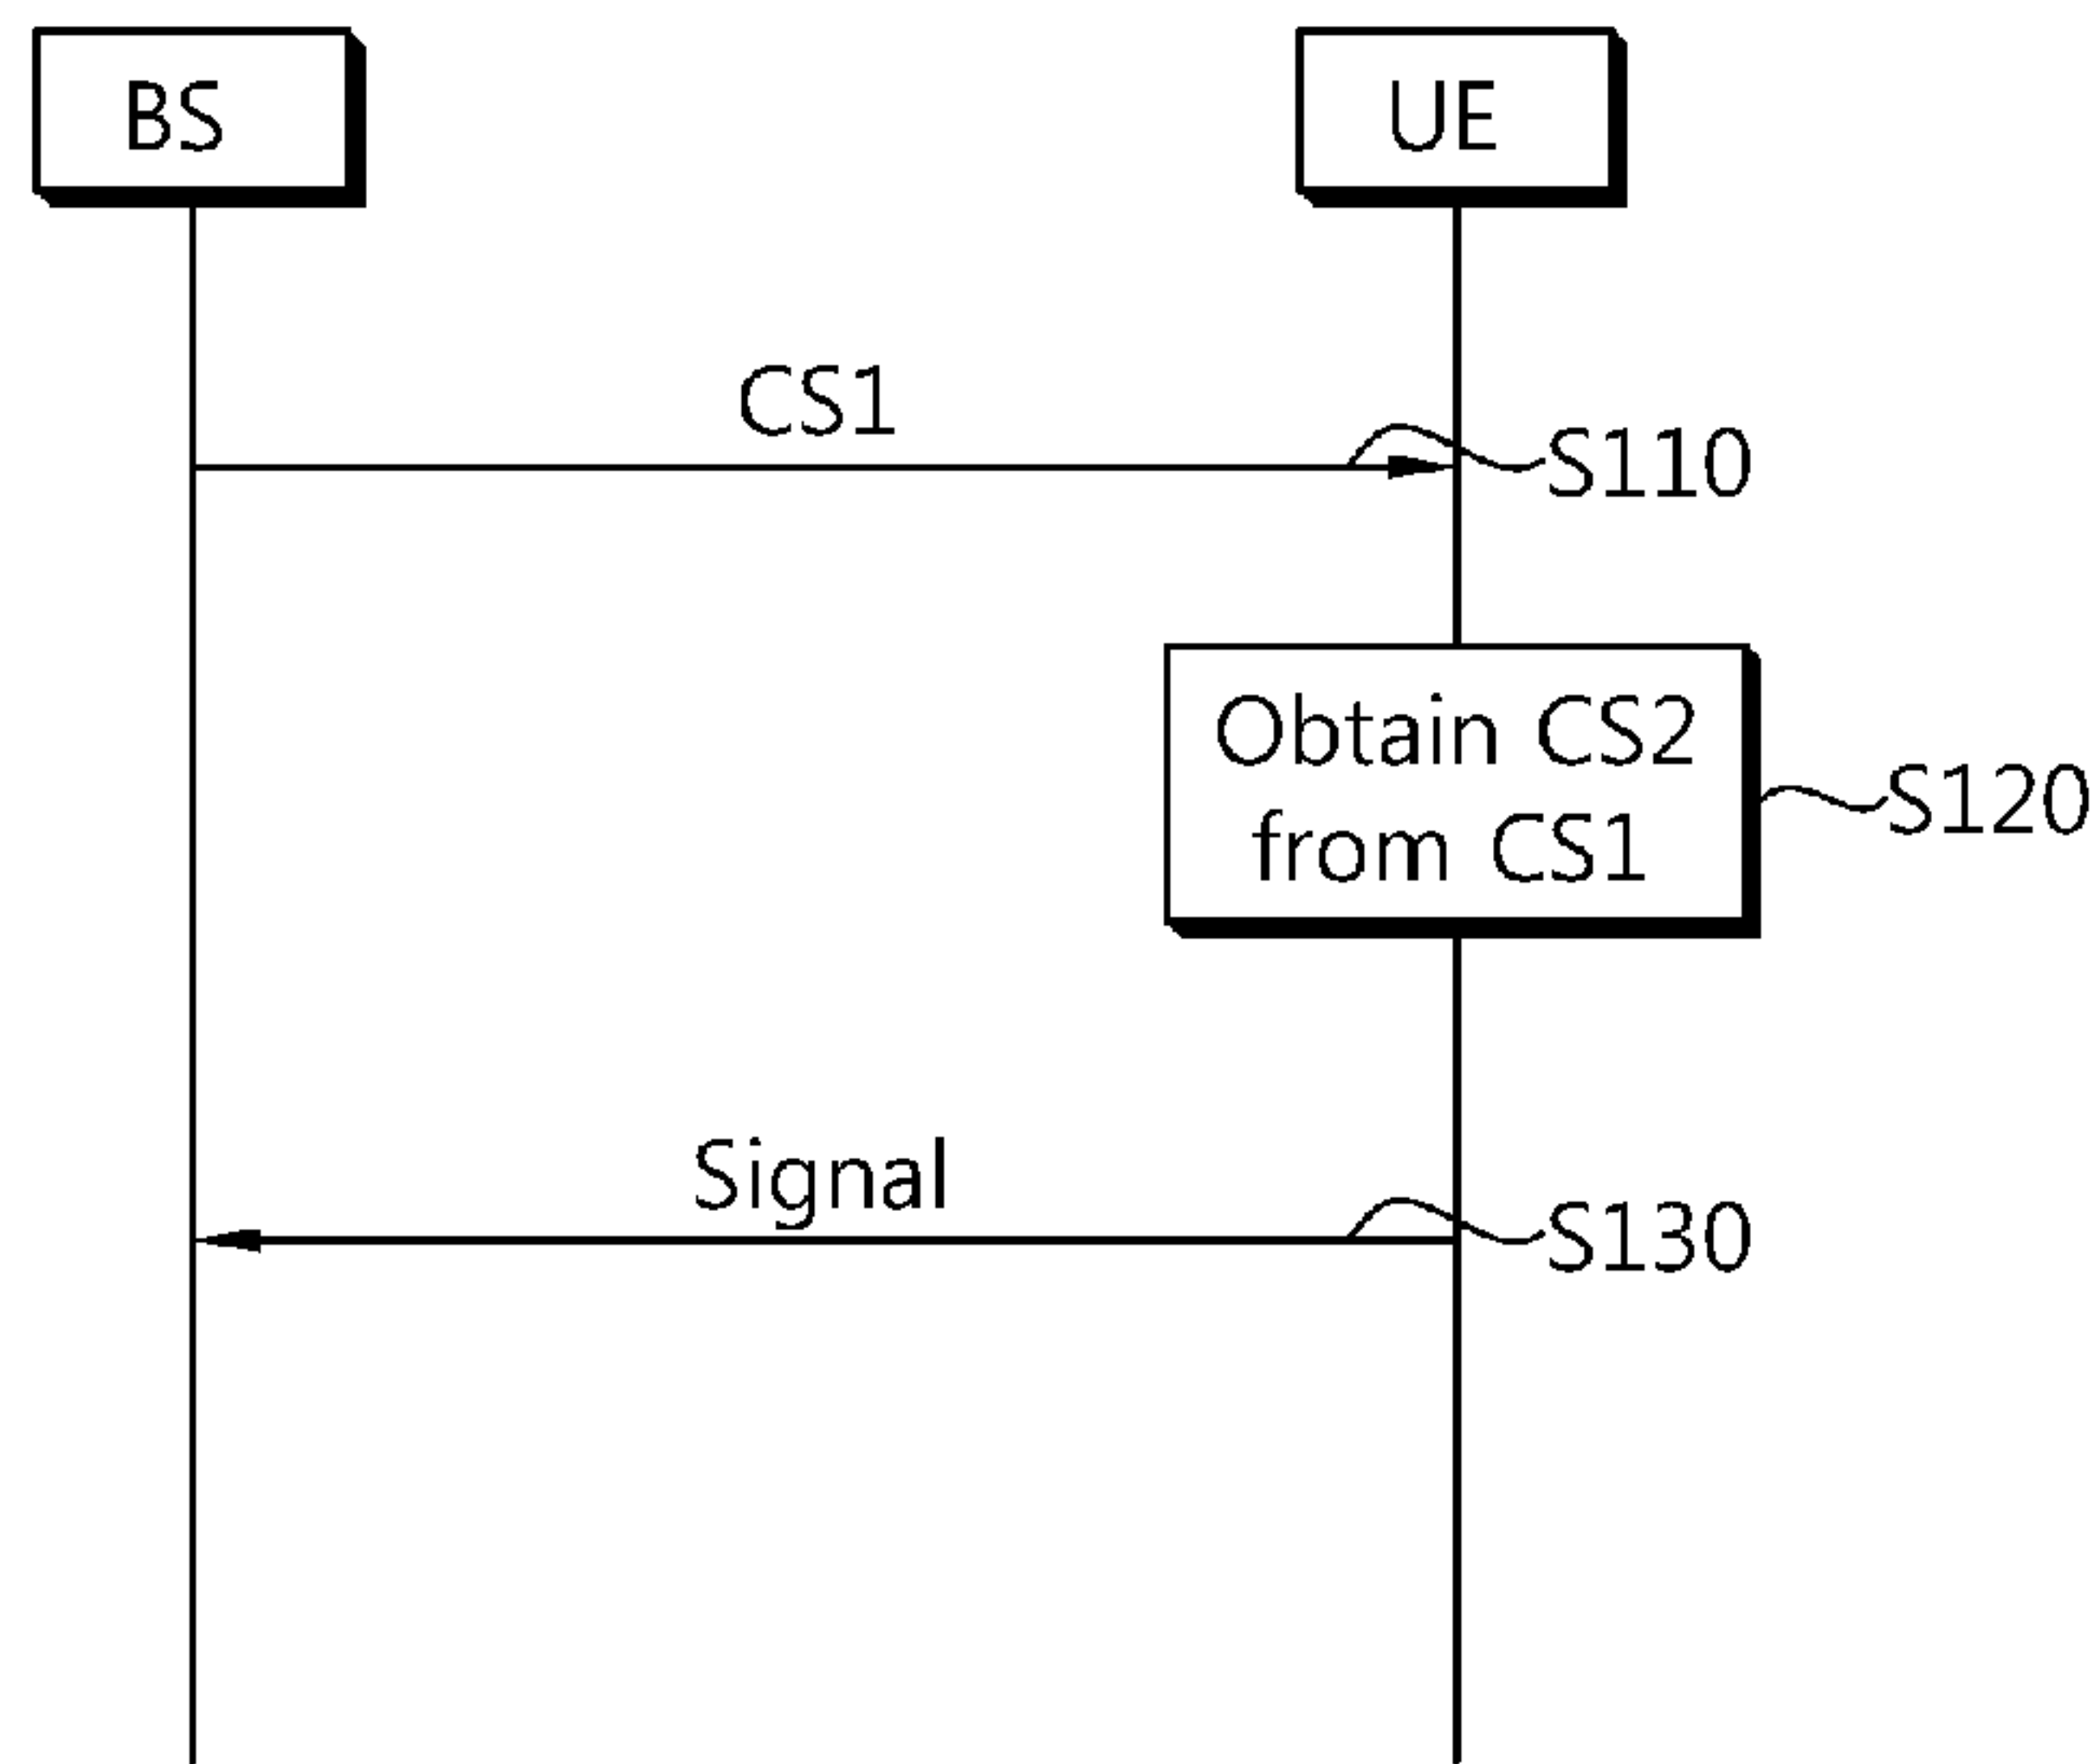 BS
UE
CS1
S110
Obtain CS2
from CS1
S120
Signal
S130